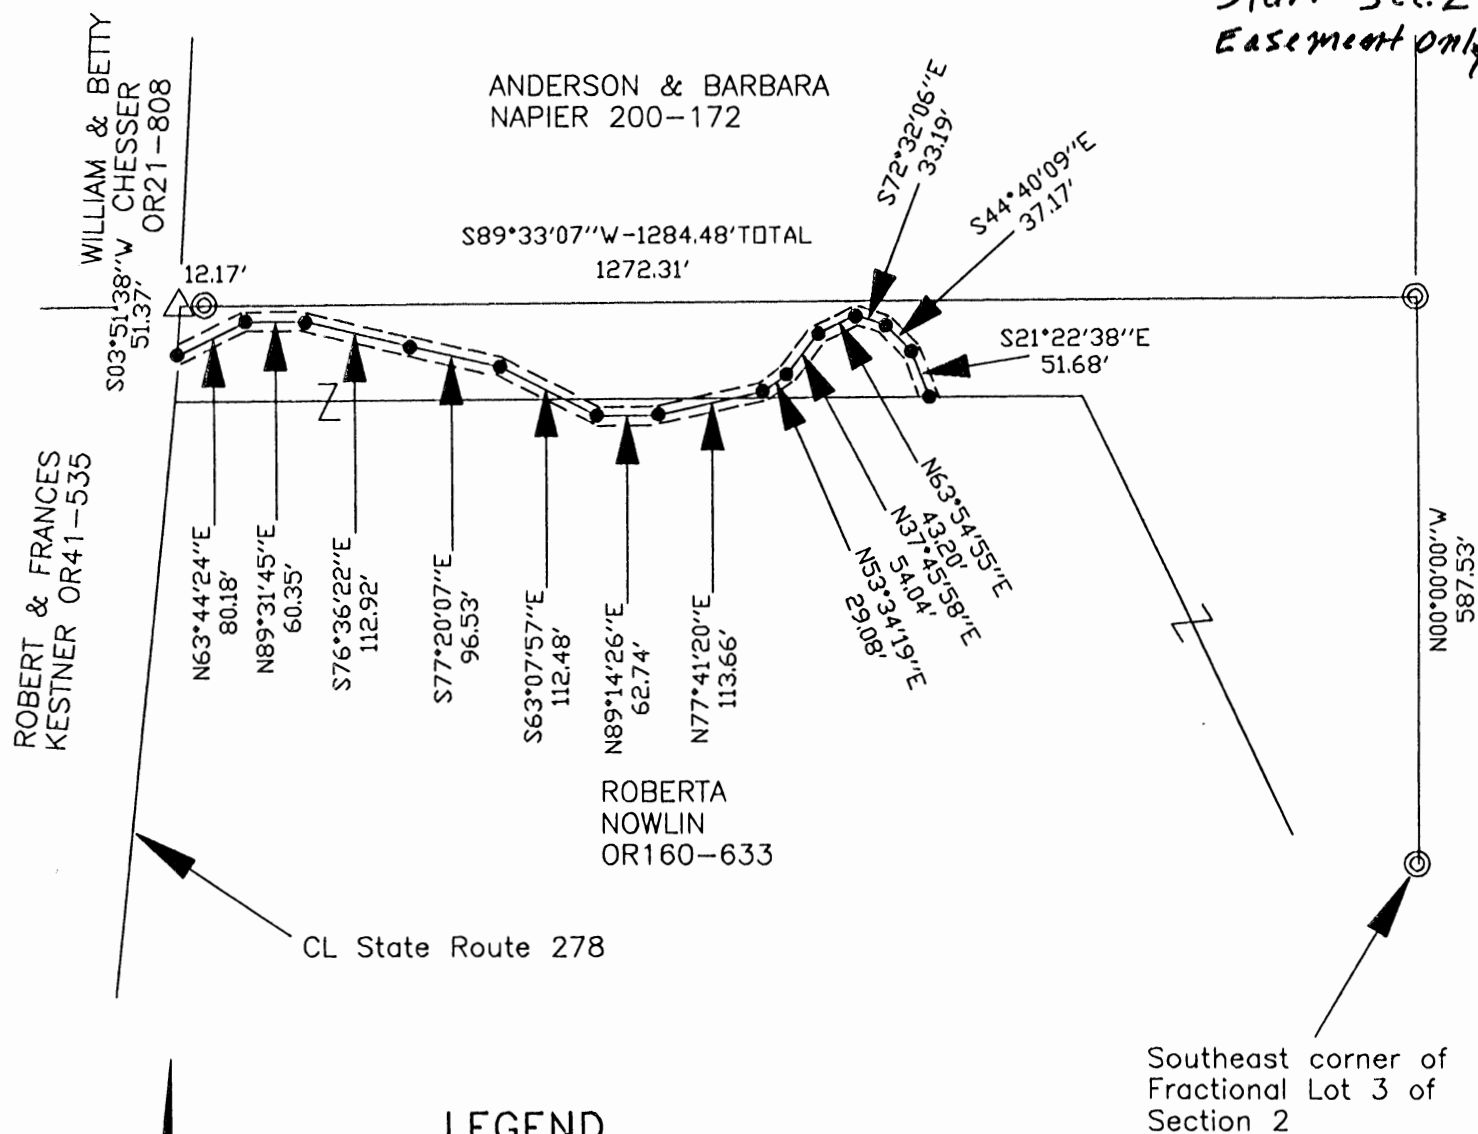 Easement only
WILLIAM & BETTY
CHESSER
OR21-808
ANDERSON & BARBARA
NAPIER 200-172
S03°51'38"W
51.37'
12.17'
S89°33'07"W-1284.48'TOTAL
1272.31'
S72°32'06"E
33.19'
S44°40'09"E
37.17'
S21°22'38"E
51.68'
ROBERT & FRANCES
KESTNER OR41-535
N63°44'24"E
80.18'
N89°31'45"E
60.35'
S76°36'22"E
112.92'
S77°20'07"E
96.53'
S63°07'57"E
112.48'
N89°14'26"E
62.74'
N77°41'20"E
113.66'
N53°34'19"E
29.08'
N37°45'58"E
54.04'
N63°54'55"E
43.20'
N00°00'00"W
587.53'
ROBERTA
NOWLIN
OR160-633
CL State Route 278
Southeast corner of
Fractional Lot 3 of
Section 2
LEGEND